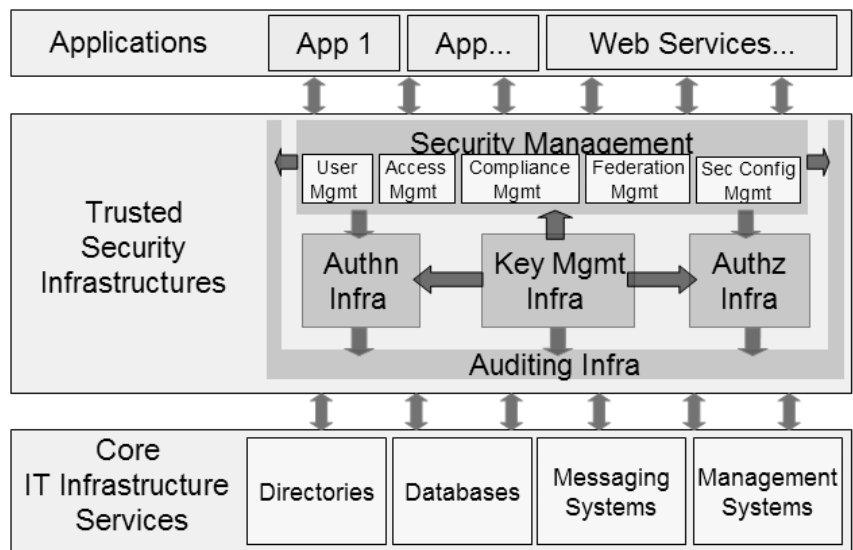 Applications
App 1
App...
Web Services...
Trusted
Security
Infrastructures
Security Management
User
Mgmt
Access
Mgmt
Compliance
Mgmt
Federation
Mgmt
Sec Config
Mgmt
Authn
Infra
Key Mgmt
Infra
Authz
Infra
Auditing Infra
Core
IT Infrastructure
Services
Directories
Databases
Messaging
Systems
Management
Systems